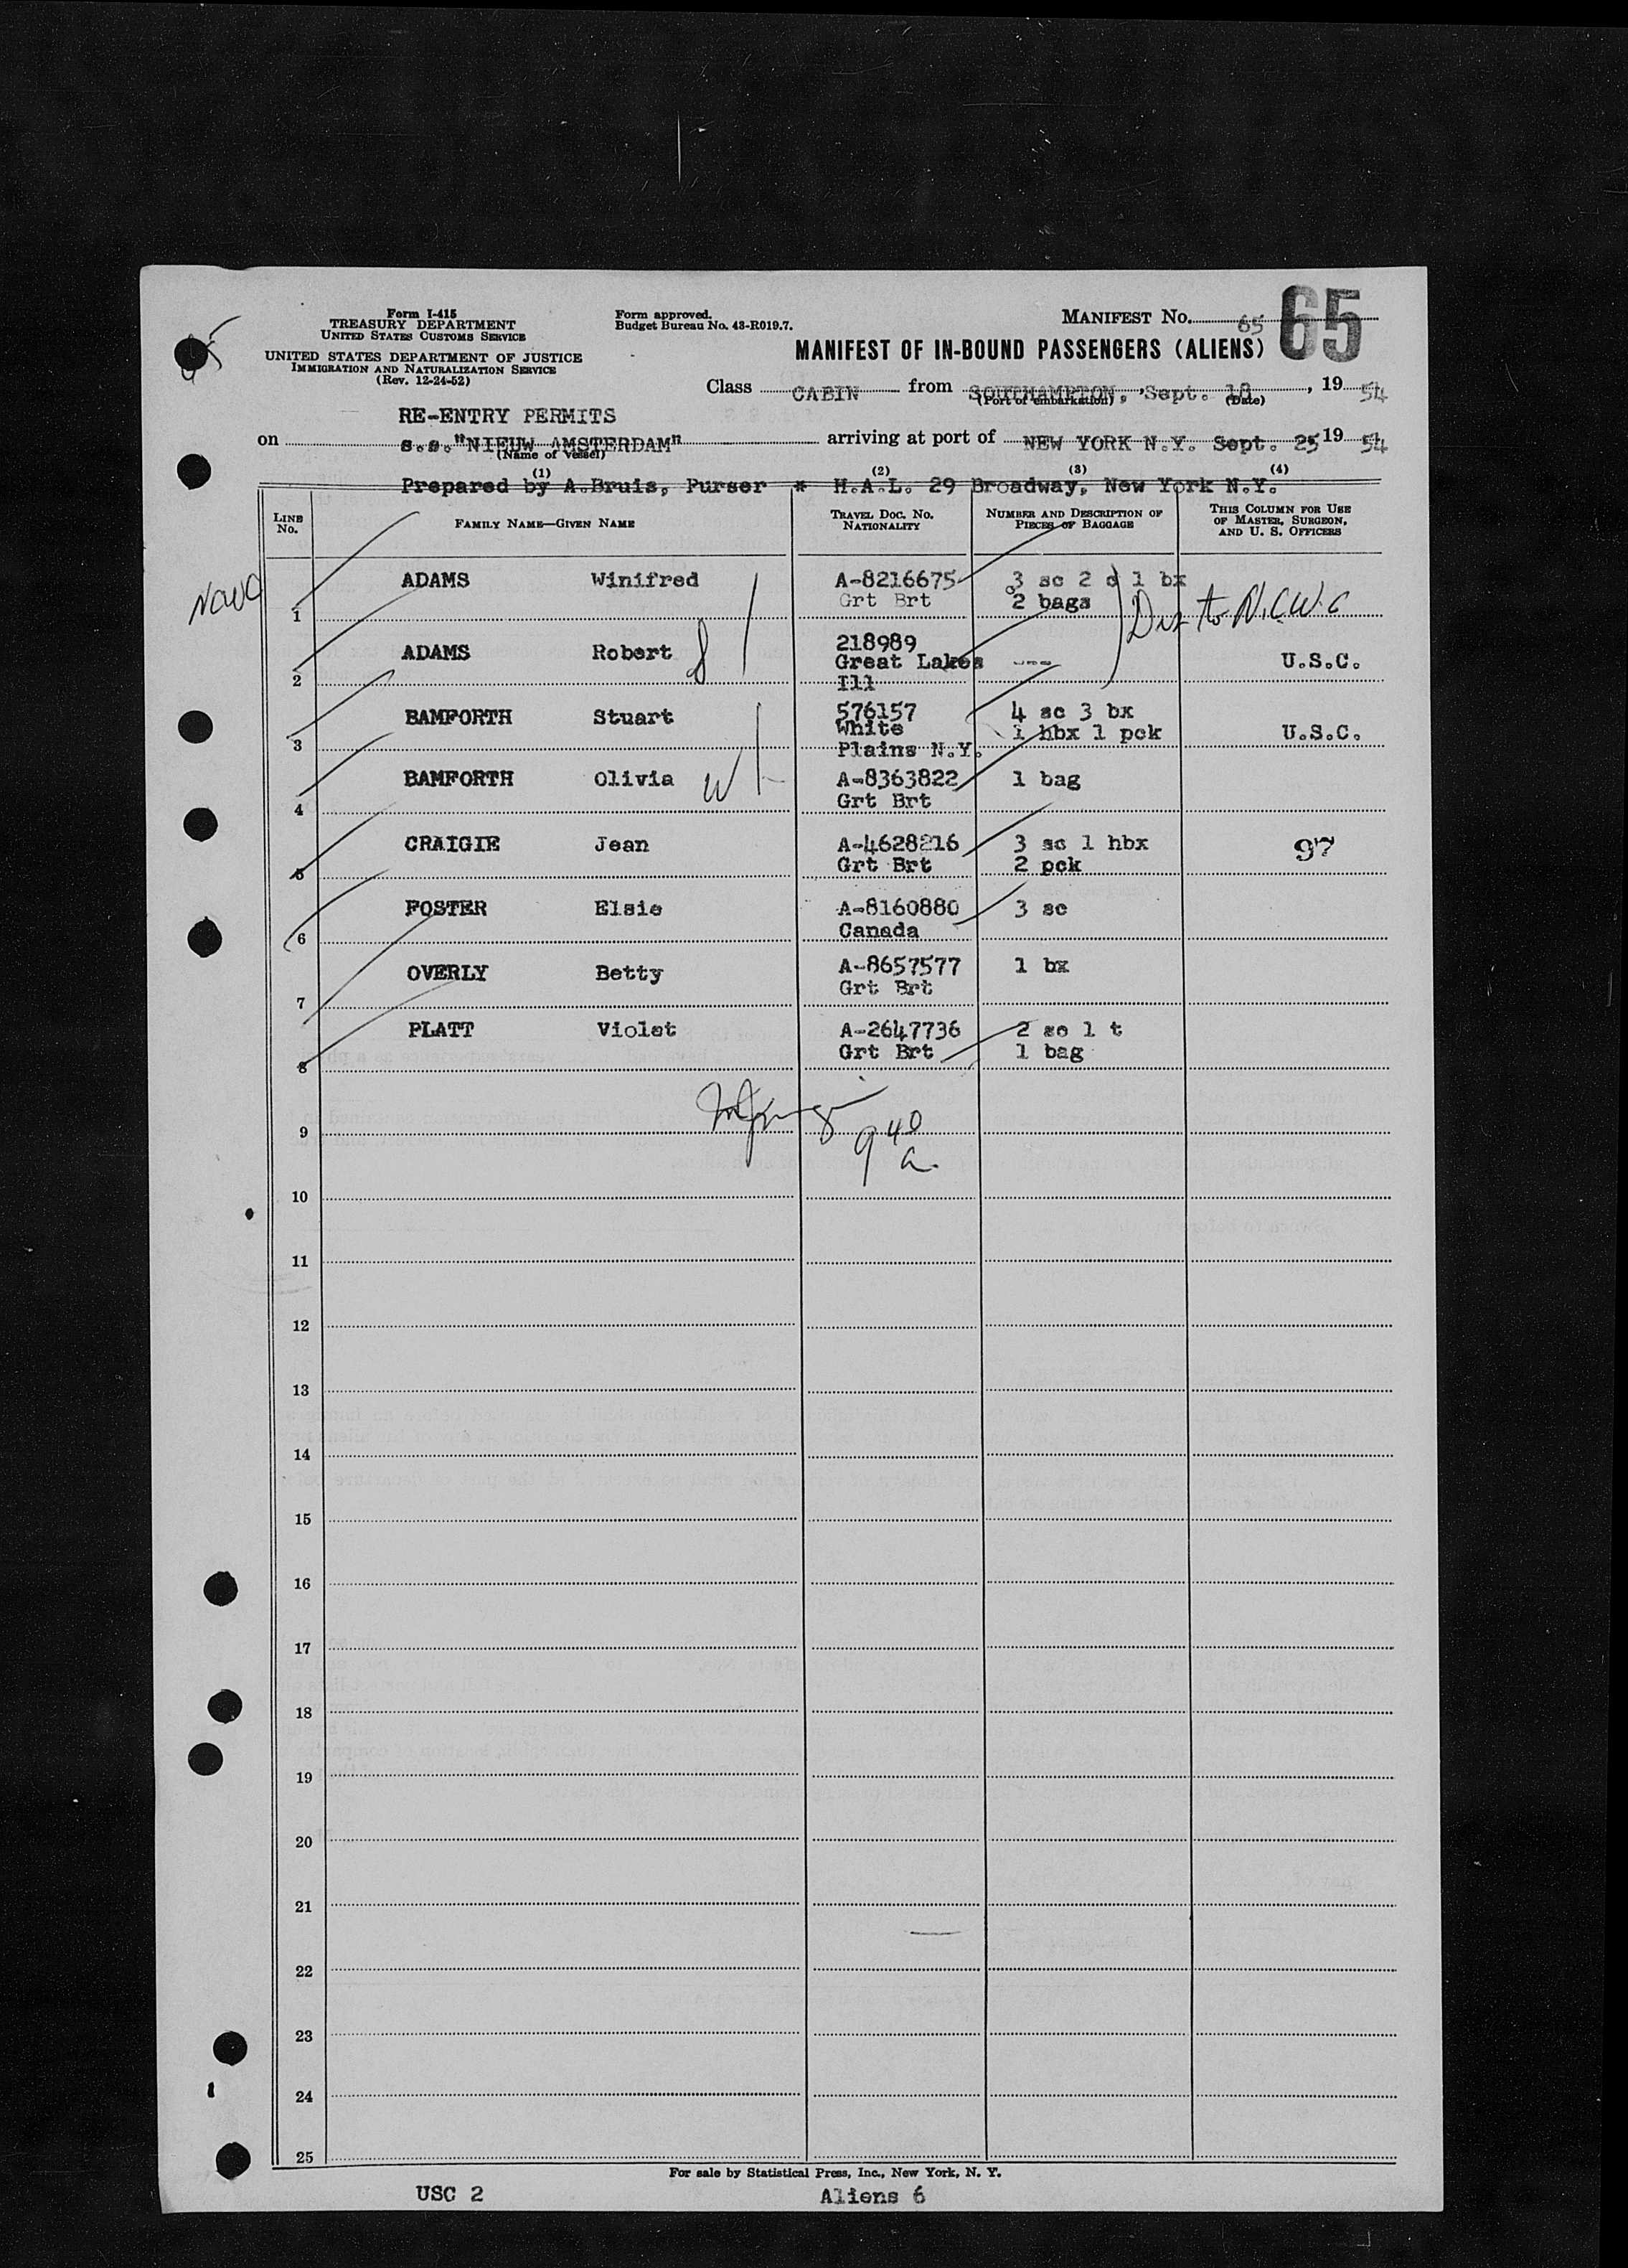 Form I-415
TREASURY DEPARTMENT
UNITED STATES CUSTOMS SERVICE
UNITED STATES DEPARTMENT OF JUSTICE
IMMIGRATION AND NATURALIZATION SERVICE
(Rev. 12-24-52)
Form approved.
Budget Bureau No. 43-R019.7.
MANIFEST No. 65 65
MANIFEST OF IN-BOUND PASSENGERS (ALIENS)
Class CABIN from SOUTHAMPTON, Sept. 18, 19 54
(Port of embarkation) (Date)
RE-ENTRY PERMITS
on s.s."NIEUW AMSTERDAM" arriving at port of NEW YORK N.Y. Sept. 25 19 54
(Name of vessel)
(1) (2) (3) (4)
Prepared by A.Bruis, Purser * H.A.L. 29 Broadway, New York N.Y.
LINE No. FAMILY NAME—GIVEN NAME TRAVEL DOC. NO. NATIONALITY NUMBER AND DESCRIPTION OF PIECES OF BAGGAGE THIS COLUMN FOR USE OF MASTER, SURGEON, AND U. S. OFFICERS
1 ADAMS Winifred A-8216675 3 sc 2 c 1 bx
Grt Brt 2 bags
to N.C.W.C
2 ADAMS Robert 218989
Great Lakes --- U.S.C.
Ill
3 BAMFORTH Stuart 576157 4 sc 3 bx
White 1 hbx 1 pck U.S.C.
Plains N.Y.
4 BAMFORTH Olivia A-8363822 1 bag
Grt Brt
5 CRAIGIE Jean A-4628216 3 sc 1 hbx 97
Grt Brt 2 pck
6 FOSTER Elsie A-8160880 3 sc
Canada
7 OVERLY Betty A-8657577 1 bx
Grt Brt
8 PLATT Violet A-2647736 2 sc 1 t
Grt Brt 1 bag
9 9 40
a.
10
11
12
13
14
15
16
17
18
19
20
21
22
23
24
25
For sale by Statistical Press, Inc., New York, N. Y.
USC 2 Aliens 6